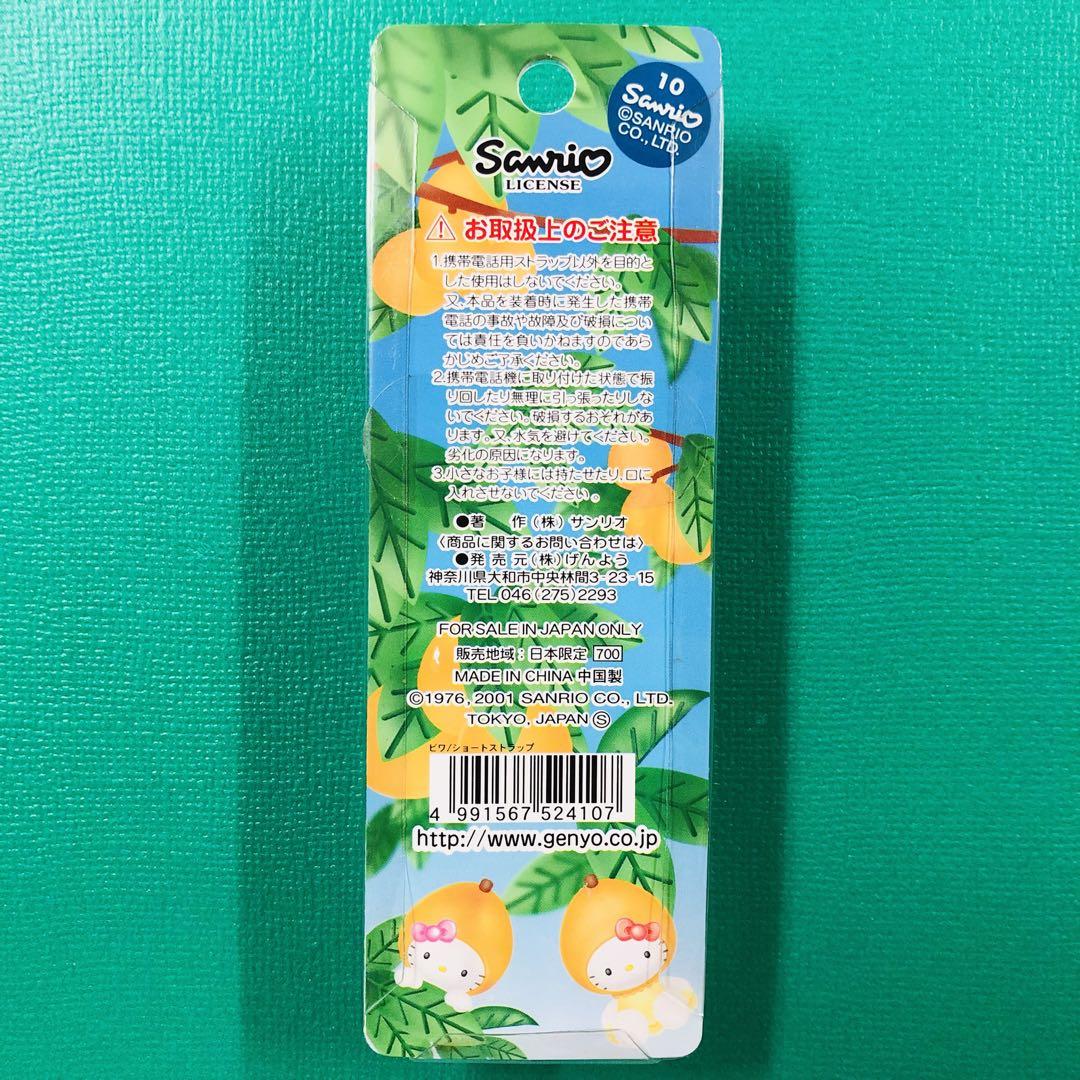 10
Sanrio
©SANRIO
CO., LTD.
Sanrio
LICENSE
⚠ お取扱上のご注意
1.携帯電話用ストラップ以外を目的と
した使用はしないでください。
又、本品を装着時に発生した携帯
電話の事故や故障及び破損につい
ては責任を負いかねますのであら
かじめご了承ください。
2.携帯電話機に取り付けた状態で振
り回したり無理に引っ張ったりしな
いでください。破損するおそれがあ
ります。又、水気を避けてください。
劣化の原因になります。
3.小さなお子様には持たせたり、口に
入れさせないでください。
●著 作(株)サンリオ
〈商品に関するお問い合わせは〉
●発 売 元(株)げんよう
神奈川県大和市中央林間3-23-15
TEL 046(275)2293
FOR SALE IN JAPAN ONLY
販売地域:日本限定 700
MADE IN CHINA 中国製
©1976, 2001 SANRIO CO., LTD.
TOKYO, JAPAN Ⓢ
ビワ/ショートストラップ
4 991567 524107
http://www.genyo.co.jp